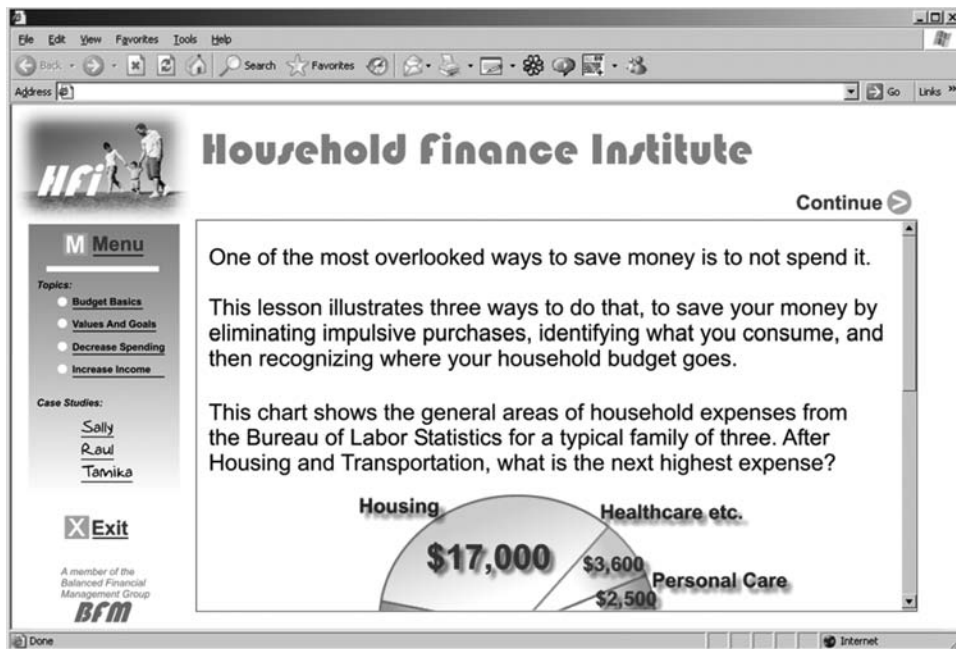 File Edit View Favorites Tools Help
Back Search Favorites
Address Go Links »
HFi
Household Finance Institute
Continue >
M Menu
Topics:
Budget Basics
Values And Goals
Decrease Spending
Increase Income
Case Studies:
Sally
Raul
Tamika
X Exit
A member of the
Balanced Financial
Management Group
BFM
One of the most overlooked ways to save money is to not spend it.
This lesson illustrates three ways to do that, to save your money by
eliminating impulsive purchases, identifying what you consume, and
then recognizing where your household budget goes.
This chart shows the general areas of household expenses from
the Bureau of Labor Statistics for a typical family of three. After
Housing and Transportation, what is the next highest expense?
Housing
Healthcare etc.
$17,000
$3,600
Personal Care
$2,500
Done Internet